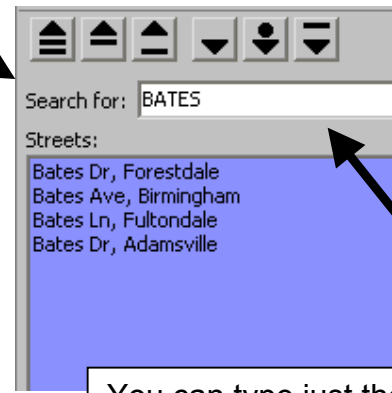 Search for: BATES
Streets:
Bates Dr, Forestdale
Bates Ave, Birmingham
Bates Ln, Fultondale
Bates Dr, Adamsville
You can type just the